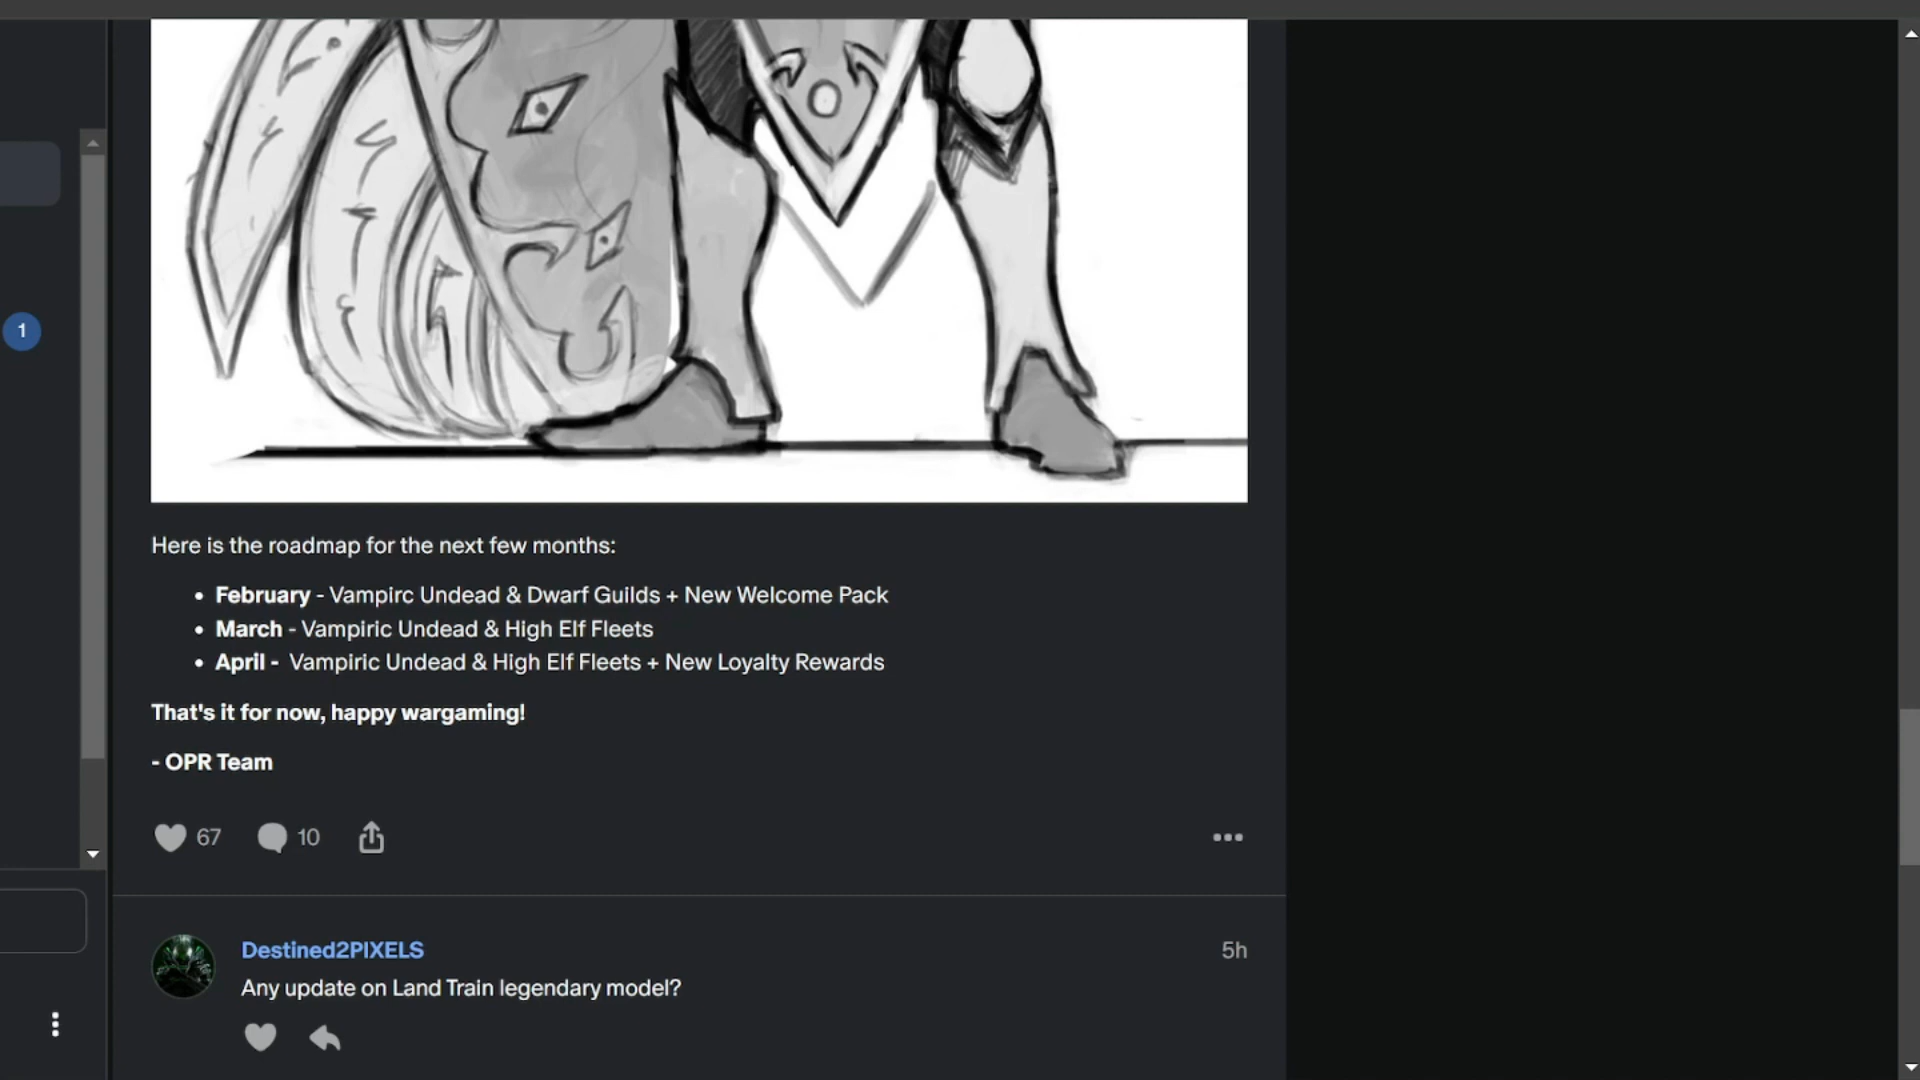 1
Here is the roadmap for the next few months:
• February - Vampirc Undead & Dwarf Guilds + New Welcome Pack
• March - Vampiric Undead & High Elf Fleets
• April - Vampiric Undead & High Elf Fleets + New Loyalty Rewards
That's it for now, happy wargaming!
- OPR Team
67 10
Destined2PIXELS 5h
Any update on Land Train legendary model?